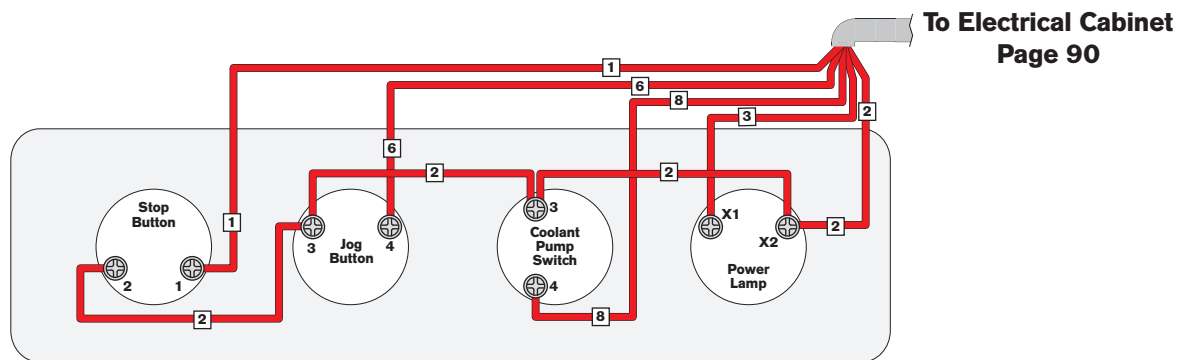 To Electrical Cabinet
Page 90
1
6
8
3
2
6
2
2
Stop
Button
1
3
X1
3
4
Jog
Button
Coolant
Pump
Switch
X2
2
2
1
4
Power
Lamp
2
8